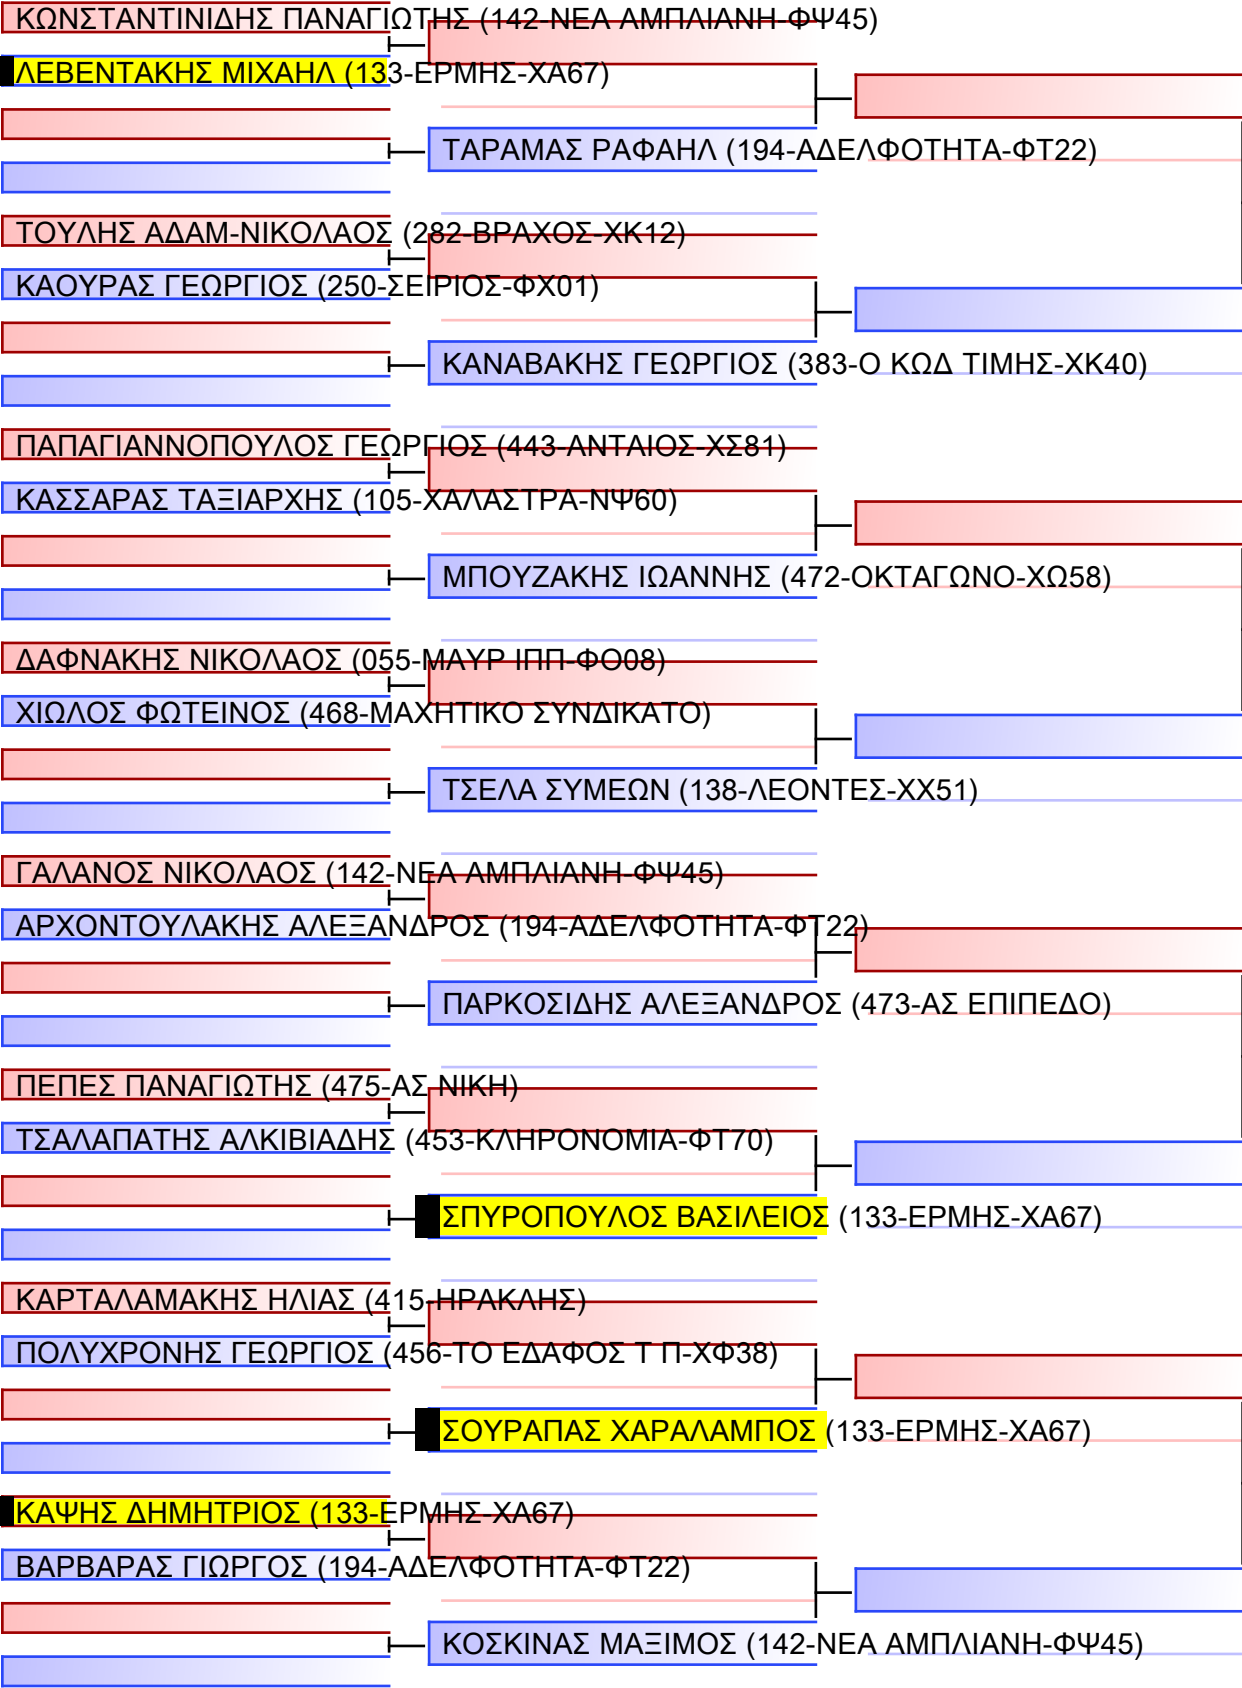 ΚΩΝΣΤΑΝΤΙΝΙΔΗΣ ΠΑΝΑΓΙΩΤΗΣ (142-ΝΕΑ ΑΜΠΛΙΑΝΗ-ΦΨ45)
ΛΕΒΕΝΤΑΚΗΣ ΜΙΧΑΗΛ (133-ΕΡΜΗΣ-ΧΑ67)
ΤΑΡΑΜΑΣ ΡΑΦΑΗΛ (194-ΑΔΕΛΦΟΤΗΤΑ-ΦΤ22)
ΤΟΥΛΗΣ ΑΔΑΜ-ΝΙΚΟΛΑΟΣ (282-ΒΡΑΧΟΣ-ΧΚ12)
ΚΑΟΥΡΑΣ ΓΕΩΡΓΙΟΣ (250-ΣΕΙΡΙΟΣ-ΦΧ01)
ΚΑΝΑΒΑΚΗΣ ΓΕΩΡΓΙΟΣ (383-Ο ΚΩΔ ΤΙΜΗΣ-ΧΚ40)
ΠΑΠΑΓΙΑΝΝΟΠΟΥΛΟΣ ΓΕΩΡΓΙΟΣ (443-ΑΝΤΑΙΟΣ-ΧΣ81)
ΚΑΣΣΑΡΑΣ ΤΑΞΙΑΡΧΗΣ (105-ΧΑΛΑΣΤΡΑ-ΝΨ60)
ΜΠΟΥΖΑΚΗΣ ΙΩΑΝΝΗΣ (472-ΟΚΤΑΓΩΝΟ-ΧΩ58)
ΔΑΦΝΑΚΗΣ ΝΙΚΟΛΑΟΣ (055-ΜΑΥΡ ΙΠΠ-ΦΟ08)
ΧΙΩΛΟΣ ΦΩΤΕΙΝΟΣ (468-ΜΑΧΗΤΙΚΟ ΣΥΝΔΙΚΑΤΟ)
ΤΣΕΛΑ ΣΥΜΕΩΝ (138-ΛΕΟΝΤΕΣ-ΧΧ51)
ΓΑΛΑΝΟΣ ΝΙΚΟΛΑΟΣ (142-ΝΕΑ ΑΜΠΛΙΑΝΗ-ΦΨ45)
ΑΡΧΟΝΤΟΥΛΑΚΗΣ ΑΛΕΞΑΝΔΡΟΣ (194-ΑΔΕΛΦΟΤΗΤΑ-ΦΤ22)
ΠΑΡΚΟΣΙΔΗΣ ΑΛΕΞΑΝΔΡΟΣ (473-ΑΣ ΕΠΙΠΕΔΟ)
ΠΕΠΕΣ ΠΑΝΑΓΙΩΤΗΣ (475-ΑΣ ΝΙΚΗ)
ΤΣΑΛΑΠΑΤΗΣ ΑΛΚΙΒΙΑΔΗΣ (453-ΚΛΗΡΟΝΟΜΙΑ-ΦΤ70)
ΣΠΥΡΟΠΟΥΛΟΣ ΒΑΣΙΛΕΙΟΣ (133-ΕΡΜΗΣ-ΧΑ67)
ΚΑΡΤΑΛΑΜΑΚΗΣ ΗΛΙΑΣ (415-ΗΡΑΚΛΗΣ)
ΠΟΛΥΧΡΟΝΗΣ ΓΕΩΡΓΙΟΣ (456-ΤΟ ΕΔΑΦΟΣ Τ Π-ΧΦ38)
ΣΟΥΡΑΠΑΣ ΧΑΡΑΛΑΜΠΟΣ (133-ΕΡΜΗΣ-ΧΑ67)
ΚΑΨΗΣ ΔΗΜΗΤΡΙΟΣ (133-ΕΡΜΗΣ-ΧΑ67)
ΒΑΡΒΑΡΑΣ ΓΙΩΡΓΟΣ (194-ΑΔΕΛΦΟΤΗΤΑ-ΦΤ22)
ΚΟΣΚΙΝΑΣ ΜΑΞΙΜΟΣ (142-ΝΕΑ ΑΜΠΛΙΑΝΗ-ΦΨ45)